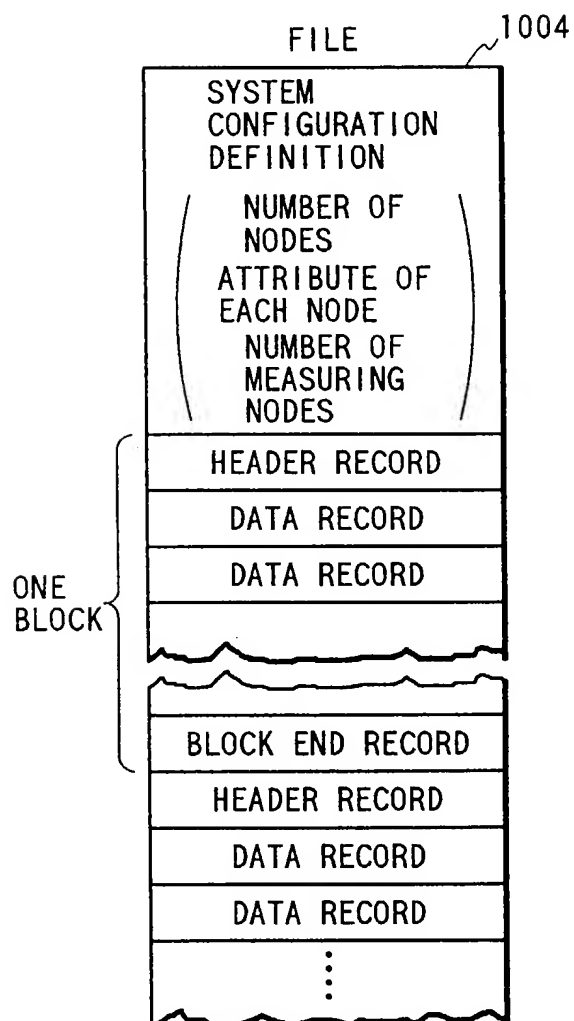 FILE
1004
SYSTEM
CONFIGURATION
DEFINITION
NUMBER OF
NODES
ATTRIBUTE OF
EACH NODE
NUMBER OF
MEASURING
NODES
HEADER RECORD
DATA RECORD
DATA RECORD
ONE
BLOCK
BLOCK END RECORD
HEADER RECORD
DATA RECORD
DATA RECORD